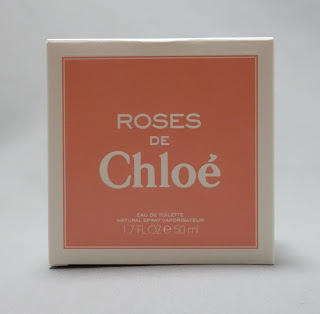 ROSES
DE
Chloé
EAU DE TOILETTE
NATURAL SPRAY-VAPORISATEUR
1.7 FL OZ ℮ 50 ml